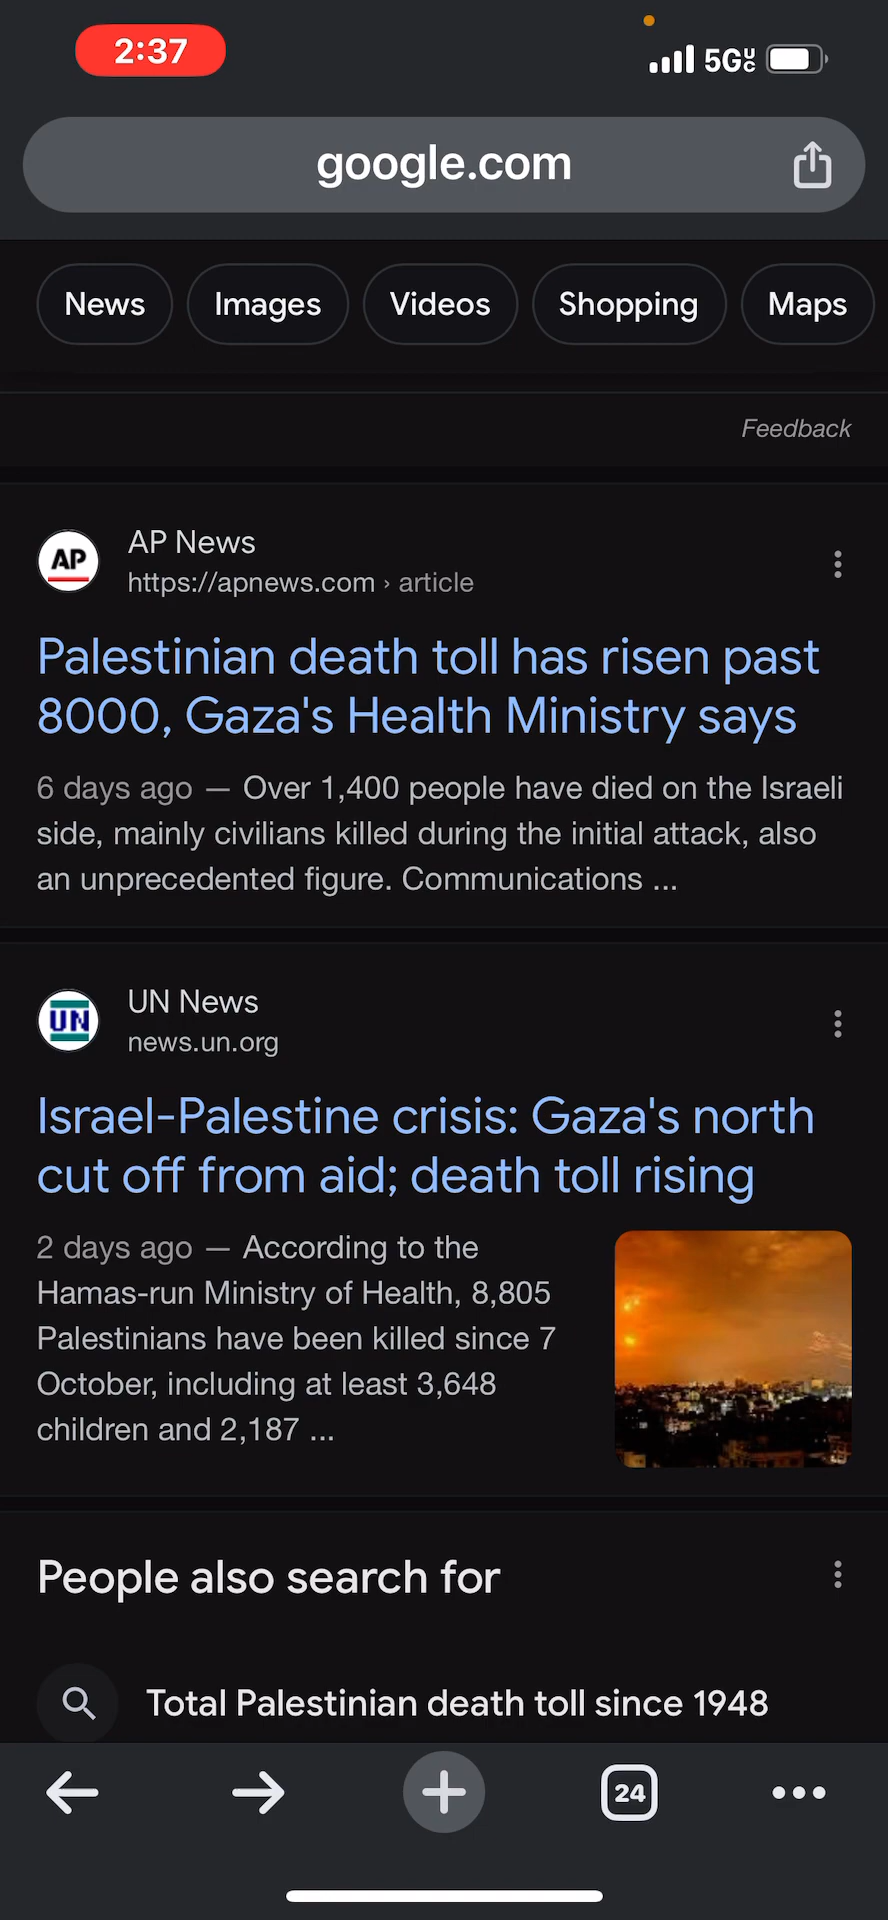 2:37
5G UC
google.com
News Images Videos Shopping Maps
Feedback
AP
AP News
https://apnews.com › article
Palestinian death toll has risen past
8000, Gaza's Health Ministry says
6 days ago — Over 1,400 people have died on the Israeli
side, mainly civilians killed during the initial attack, also
an unprecedented figure. Communications ...
UN
UN News
news.un.org
Israel-Palestine crisis: Gaza's north
cut off from aid; death toll rising
2 days ago — According to the
Hamas-run Ministry of Health, 8,805
Palestinians have been killed since 7
October, including at least 3,648
children and 2,187 ...
People also search for
Total Palestinian death toll since 1948
24